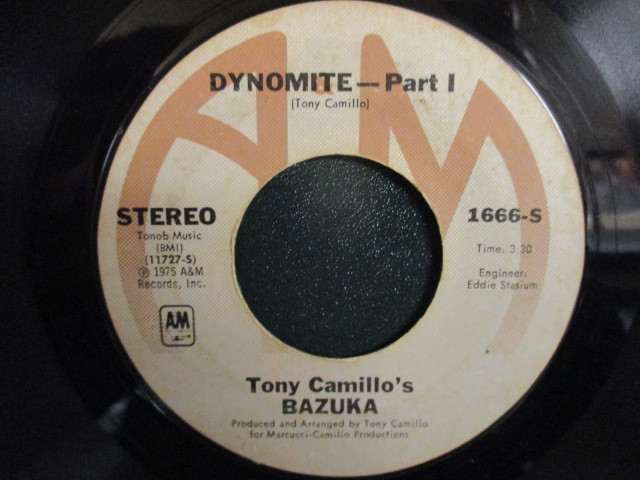 DYNOMITE — Part I
(Tony Camillo)
STEREO
Tonob Music
(BMI)
(11727-S)
℗ 1975 A&M
Records, Inc.
1666-S
Time: 3:30
Engineer:
Eddie Stasium
A&M
Tony Camillo's
BAZUKA
Produced and Arranged by Tony Camillo
for Marcucci-Camillo Productions